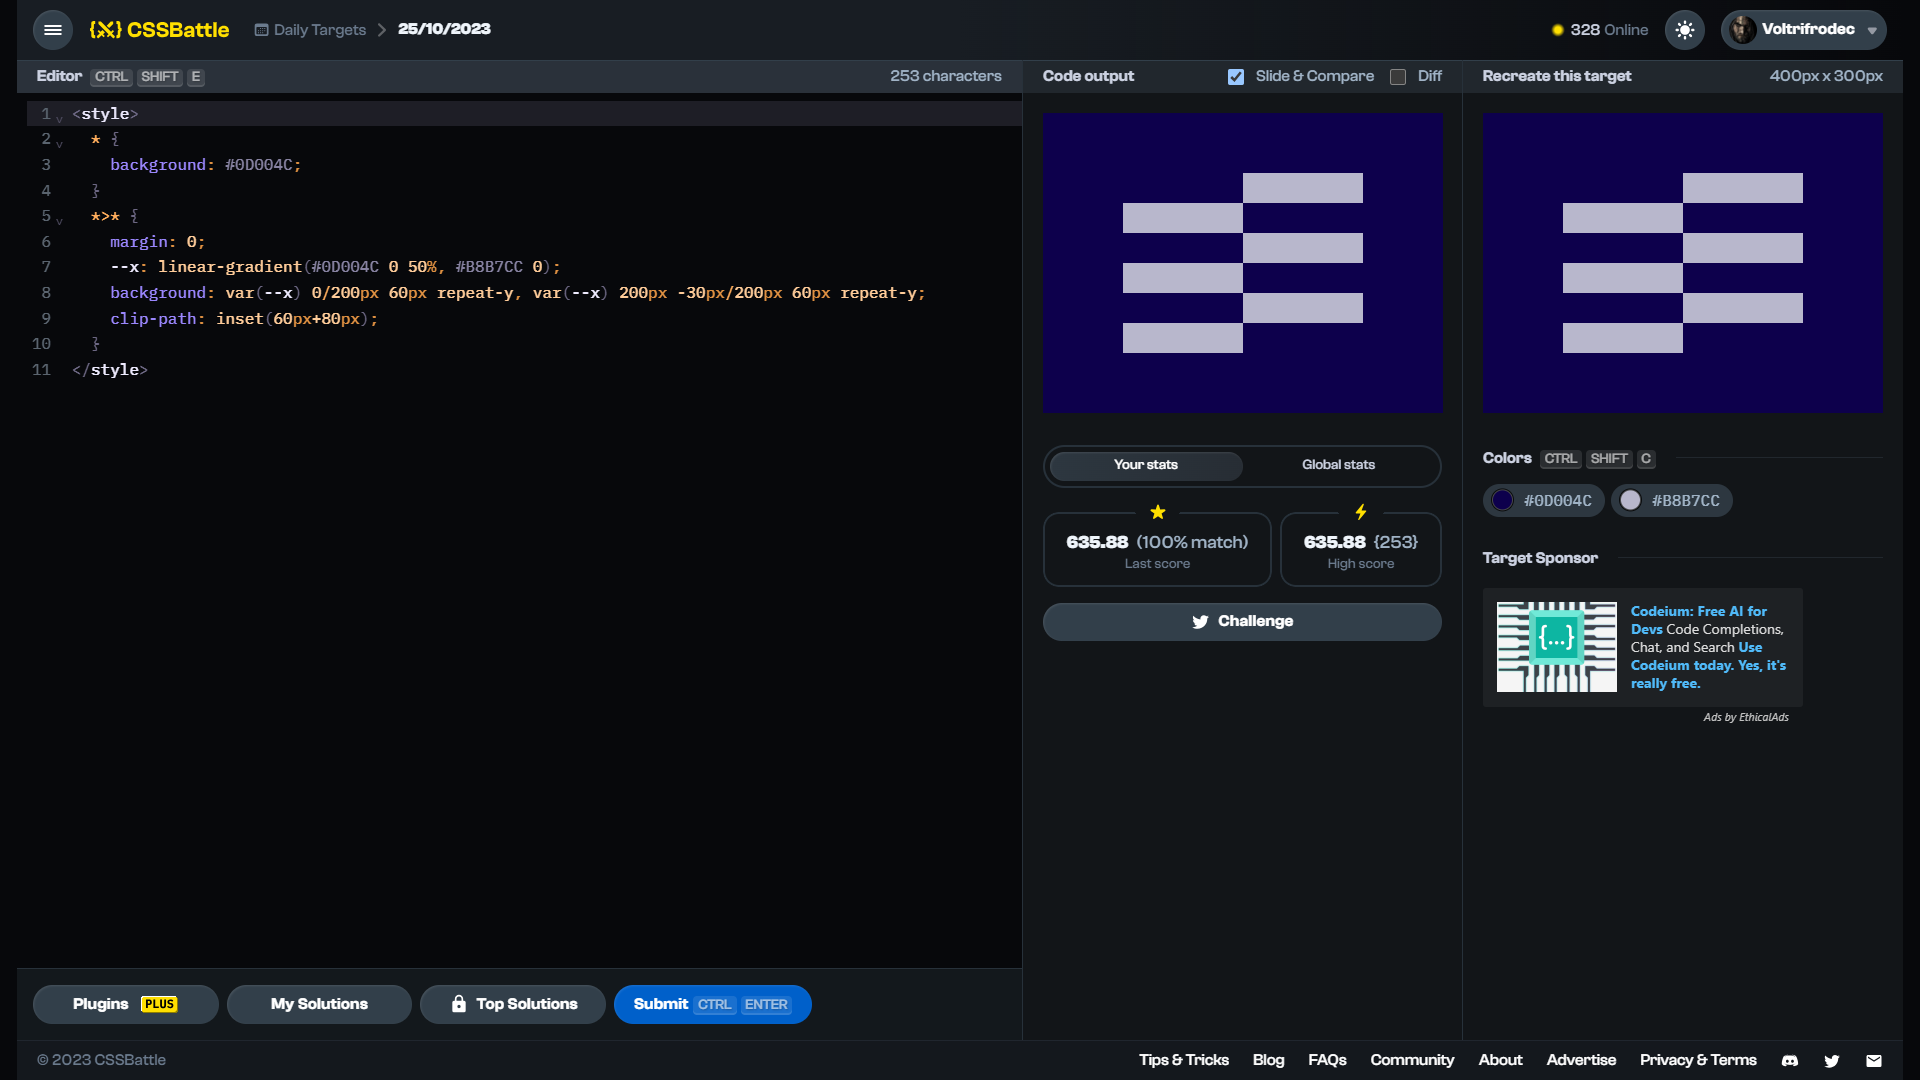 {X} CSSBattle
Daily Targets > 25/10/2023
328 Online
Voltrifrodec
Editor CTRL SHIFT E
253 characters
1 <style>
2 * {
3 background: #0D004C;
4 }
5 *>* {
6 margin: 0;
7 --x: linear-gradient(#0D004C 0 50%, #B8B7CC 0);
8 background: var(--x) 0/200px 60px repeat-y, var(--x) 200px -30px/200px 60px repeat-y;
9 clip-path: inset(60px+80px);
10 }
11 </style>
Plugins PLUS
My Solutions
Top Solutions
Submit CTRL ENTER
Code output
Slide & Compare
Diff
Your stats
Global stats
635.88 (100% match)
Last score
635.88 {253}
High score
Challenge
Recreate this target
400px x 300px
Colors CTRL SHIFT C
#0D004C
#B8B7CC
Target Sponsor
{...}
Codeium: Free AI for
Devs Code Completions,
Chat, and Search Use
Codeium today. Yes, it's
really free.
Ads by EthicalAds
© 2023 CSSBattle
Tips & Tricks
Blog
FAQs
Community
About
Advertise
Privacy & Terms